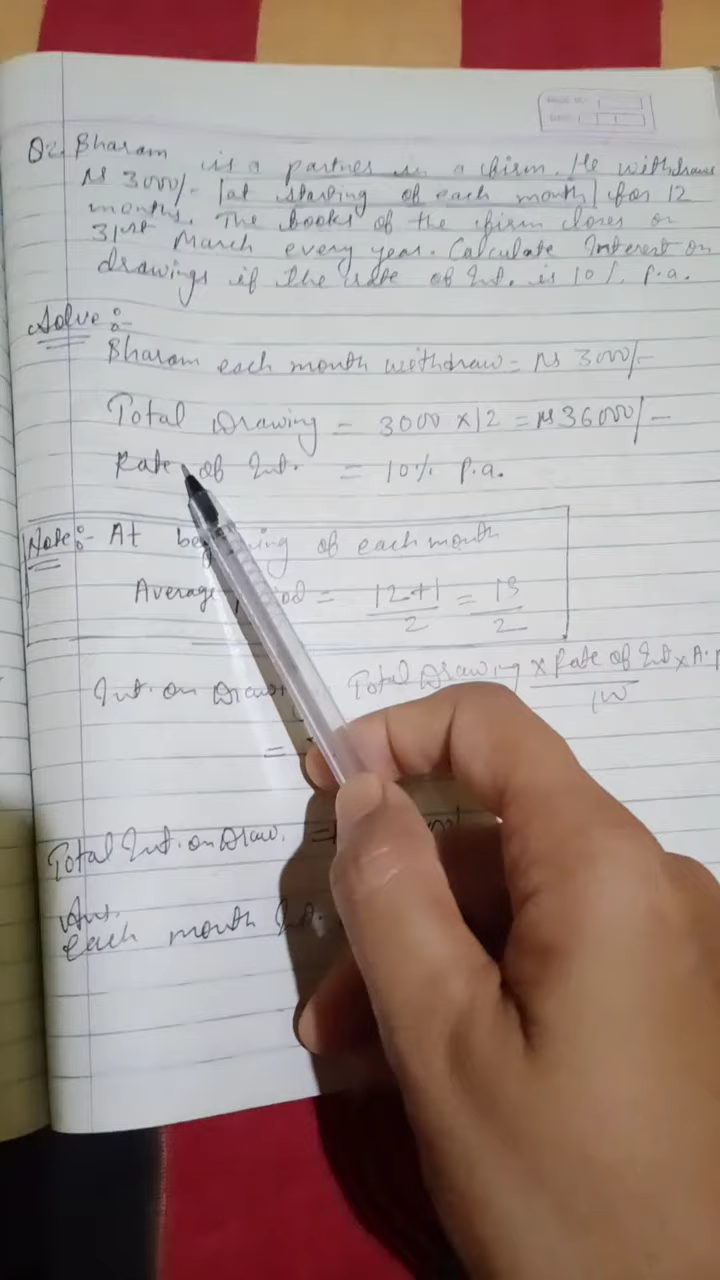 Q2. Bharam is a partner in a firm. He withdraws
Rs 3000/- [at starting of each month] for 12
months. The books of the firm closes on
31st March every year. Calculate Interest on
drawings if the rate of Int. is 10% p.a.
Solve :-
Bharam each month withdraw = Rs 3000/-
Total Drawing = 3000 x 12 = Rs 36000/-
Rate of Int. = 10% p.a.
Note :- At beginning of each month
Average = 12+1/2 = 13/2
Int. on Total Drawing x Rate of Int x A.P
100
=
Total Int. on Draw. =
Ans.
each month